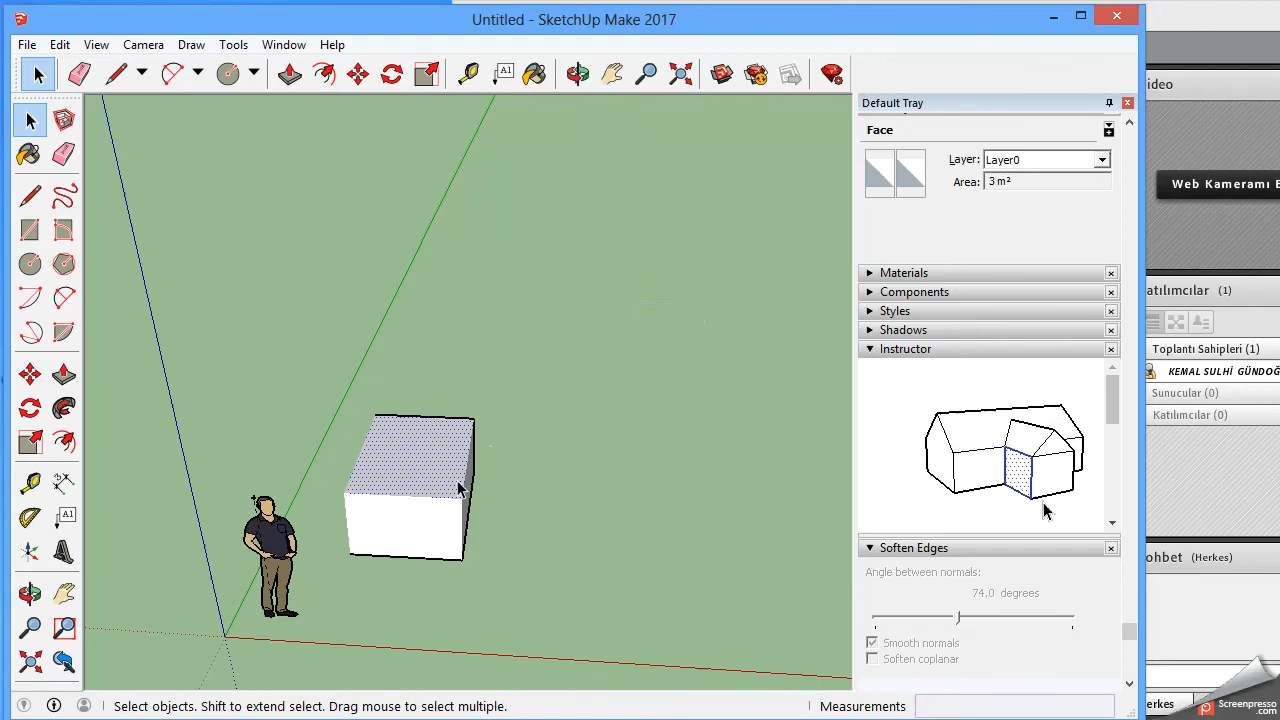 Untitled - SketchUp Make 2017
File Edit View Camera Draw Tools Window Help
A1
Default Tray
Face
Layer: Layer0
Area: 3 m²
Materials
Components
Styles
Shadows
Instructor
Soften Edges
Angle between normals:
74.0 degrees
Smooth normals
Soften coplanar
A1
Select objects. Shift to extend select. Drag mouse to select multiple.
Measurements
ideo
Web Kameramı E
atılımcılar (1)
Toplantı Sahipleri (1)
KEMAL SULHİ GÜNDOĞ
Sunucular (0)
Katılımcılar (0)
ohbet (Herkes)
erkes
Screenpresso
.com